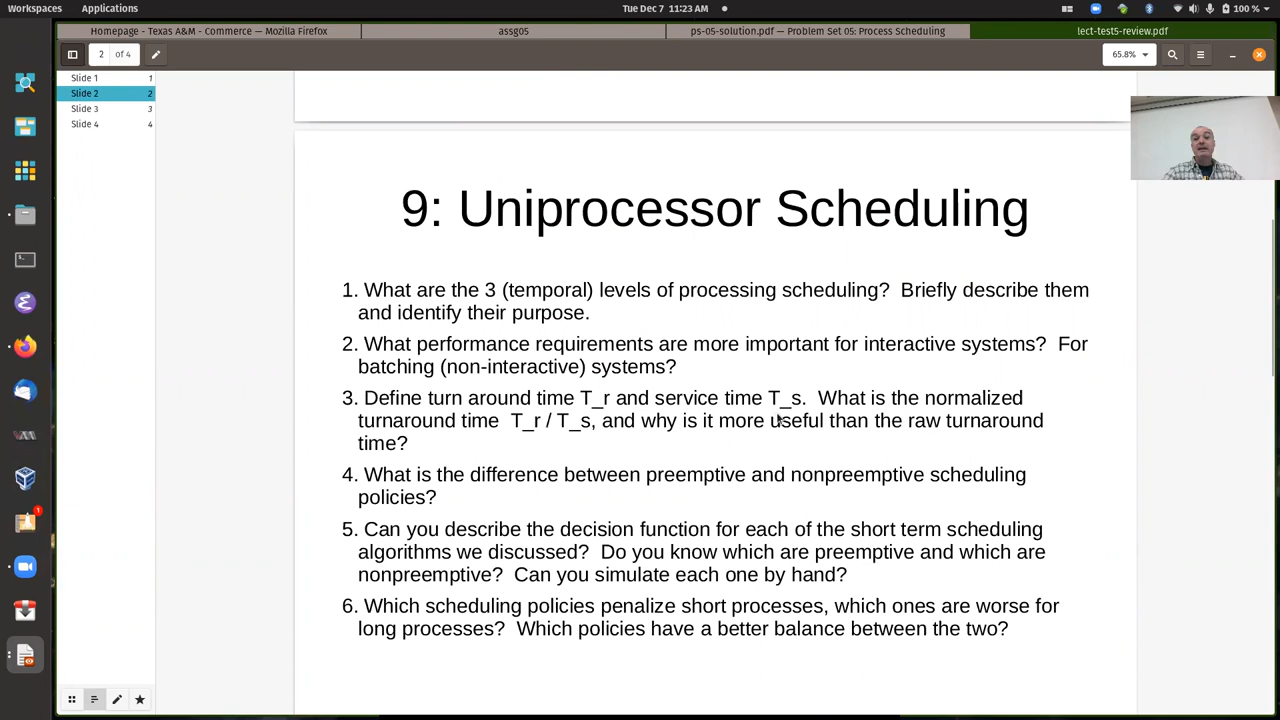 Workspaces Applications Tue Dec 7 11:23 AM 100 %
Homepage - Texas A&M - Commerce — Mozilla Firefox assg05 ps-05-solution.pdf — Problem Set 05: Process Scheduling lect-test5-review.pdf
2 of 4 65.8%
Slide 1 1
Slide 2 2
Slide 3 3
Slide 4 4
9: Uniprocessor Scheduling
1. What are the 3 (temporal) levels of processing scheduling? Briefly describe them
and identify their purpose.
2. What performance requirements are more important for interactive systems? For
batching (non-interactive) systems?
3. Define turn around time T_r and service time T_s. What is the normalized
turnaround time T_r / T_s, and why is it more useful than the raw turnaround
time?
4. What is the difference between preemptive and nonpreemptive scheduling
policies?
5. Can you describe the decision function for each of the short term scheduling
algorithms we discussed? Do you know which are preemptive and which are
nonpreemptive? Can you simulate each one by hand?
6. Which scheduling policies penalize short processes, which ones are worse for
long processes? Which policies have a better balance between the two?
1